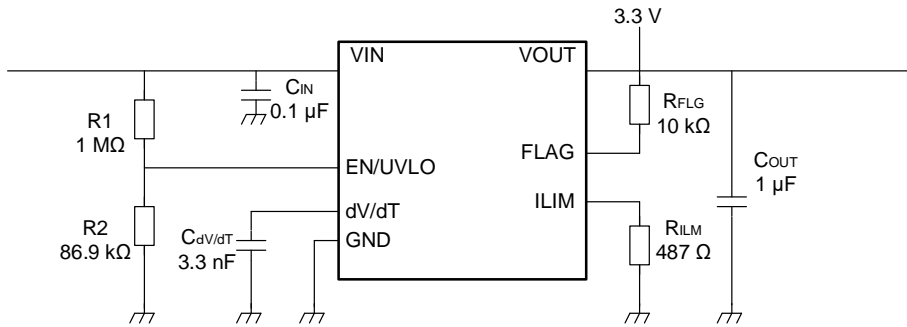 3.3 V
VIN
VOUT
CIN
0.1 µF
RFLG
10 kΩ
R1
1 MΩ
FLAG
EN/UVLO
COUT
1 µF
ILIM
dV/dT
R2
86.9 kΩ
CdV/dT
3.3 nF
GND
RILM
487 Ω